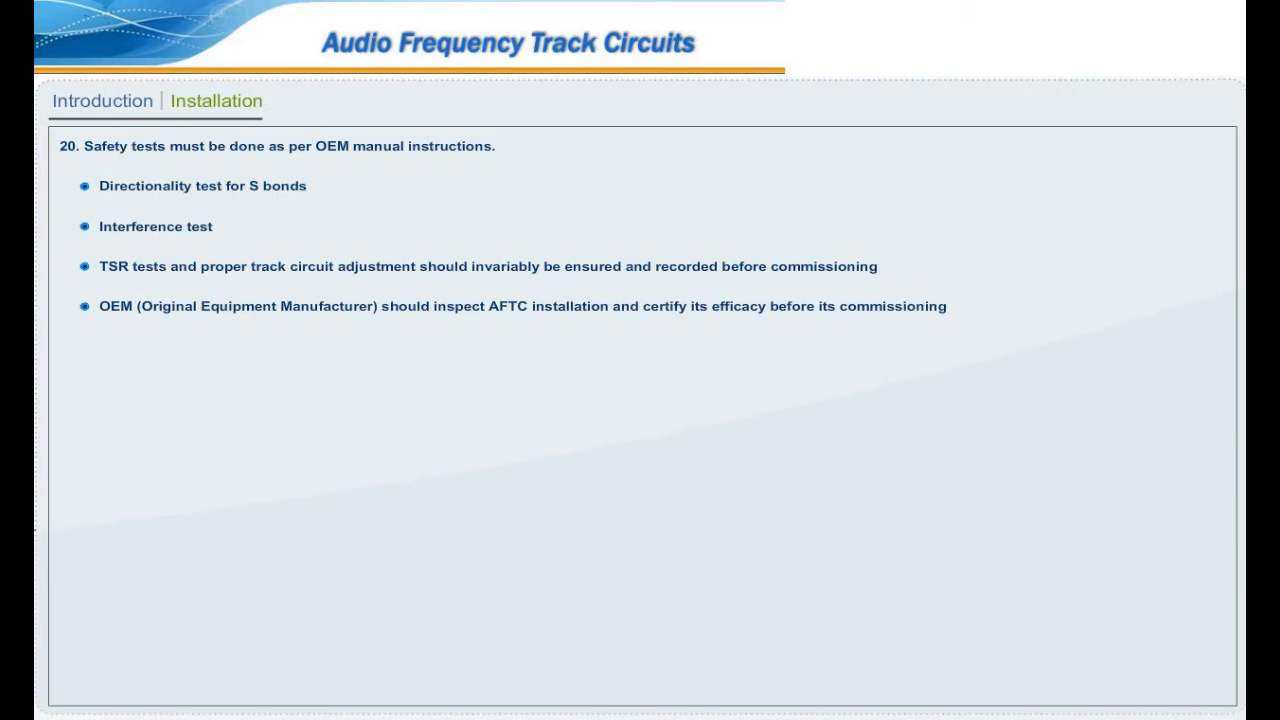 Audio Frequency Track Circuits
Introduction | Installation
20. Safety tests must be done as per OEM manual instructions.
Directionality test for S bonds
Interference test
TSR tests and proper track circuit adjustment should invariably be ensured and recorded before commissioning
OEM (Original Equipment Manufacturer) should inspect AFTC installation and certify its efficacy before its commissioning